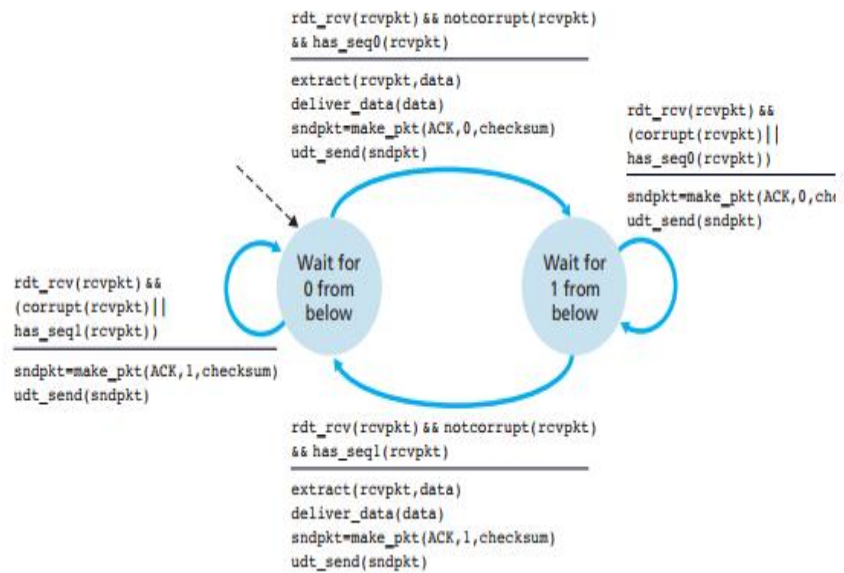 rdt_rcv(rcvpkt) && notcorrupt(rcvpkt)
&& has_seq0(rcvpkt)
extract(rcvpkt,data)
deliver_data(data)
sndpkt=make_pkt(ACK,0,checksum)
udt_send(sndpkt)
rdt_rcv(rcvpkt) &&
(corrupt(rcvpkt)||
has_seq0(rcvpkt))
sndpkt=make_pkt(ACK,0,che
udt_send(sndpkt)
Wait for
0 from
below
Wait for
1 from
below
rdt_rcv(rcvpkt) &&
(corrupt(rcvpkt)||
has_seq1(rcvpkt))
sndpkt=make_pkt(ACK,1,checksum)
udt_send(sndpkt)
rdt_rcv(rcvpkt) && notcorrupt(rcvpkt)
&& has_seq1(rcvpkt)
extract(rcvpkt,data)
deliver_data(data)
sndpkt=make_pkt(ACK,1,checksum)
udt_send(sndpkt)